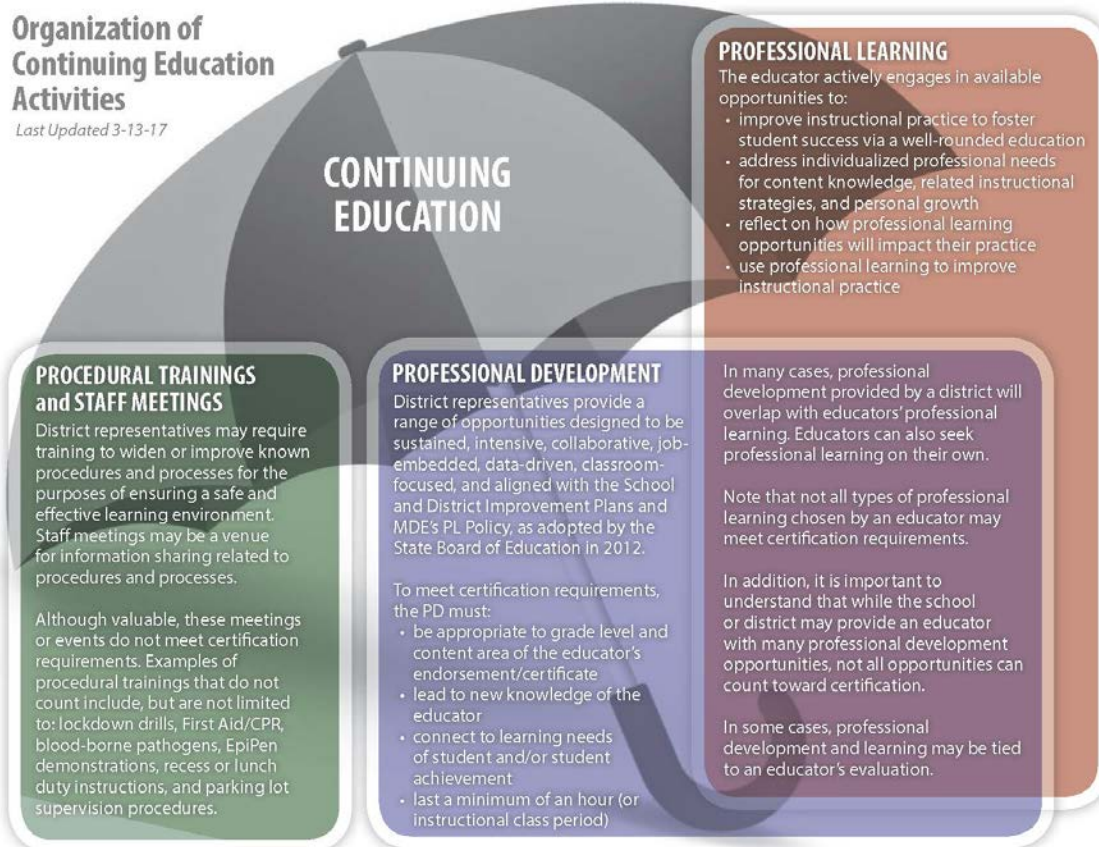 Organization of
Continuing Education
Activities
Last Updated 3-13-17
CONTINUING
EDUCATION
PROFESSIONAL LEARNING
The educator actively engages in available
opportunities to:
• improve instructional practice to foster
student success via a well-rounded education
• address individualized professional needs
for content knowledge, related instructional
strategies, and personal growth
• reflect on how professional learning
opportunities will impact their practice
• use professional learning to improve
instructional practice
PROCEDURAL TRAININGS
and STAFF MEETINGS
District representatives may require
training to widen or improve known
procedures and processes for the
purposes of ensuring a safe and
effective learning environment.
Staff meetings may be a venue
for information sharing related to
procedures and processes.
Although valuable, these meetings
or events do not meet certification
requirements. Examples of
procedural trainings that do not
count include, but are not limited
to: lockdown drills, First Aid/CPR,
blood-borne pathogens, EpiPen
demonstrations, recess or lunch
duty instructions, and parking lot
supervision procedures.
PROFESSIONAL DEVELOPMENT
District representatives provide a
range of opportunities designed to be
sustained, intensive, collaborative, job-
embedded, data-driven, classroom-
focused, and aligned with the School
and District Improvement Plans and
MDE's PL Policy, as adopted by the
State Board of Education in 2012.
To meet certification requirements,
the PD must:
• be appropriate to grade level and
content area of the educator's
endorsement/certificate
• lead to new knowledge of the
educator
• connect to learning needs
of student and/or student
achievement
• last a minimum of an hour (or
instructional class period)
In many cases, professional
development provided by a district will
overlap with educators' professional
learning. Educators can also seek
professional learning on their own.
Note that not all types of professional
learning chosen by an educator may
meet certification requirements.
In addition, it is important to
understand that while the school
or district may provide an educator
with many professional development
opportunities, not all opportunities can
count toward certification.
In some cases, professional
development and learning may be tied
to an educator's evaluation.